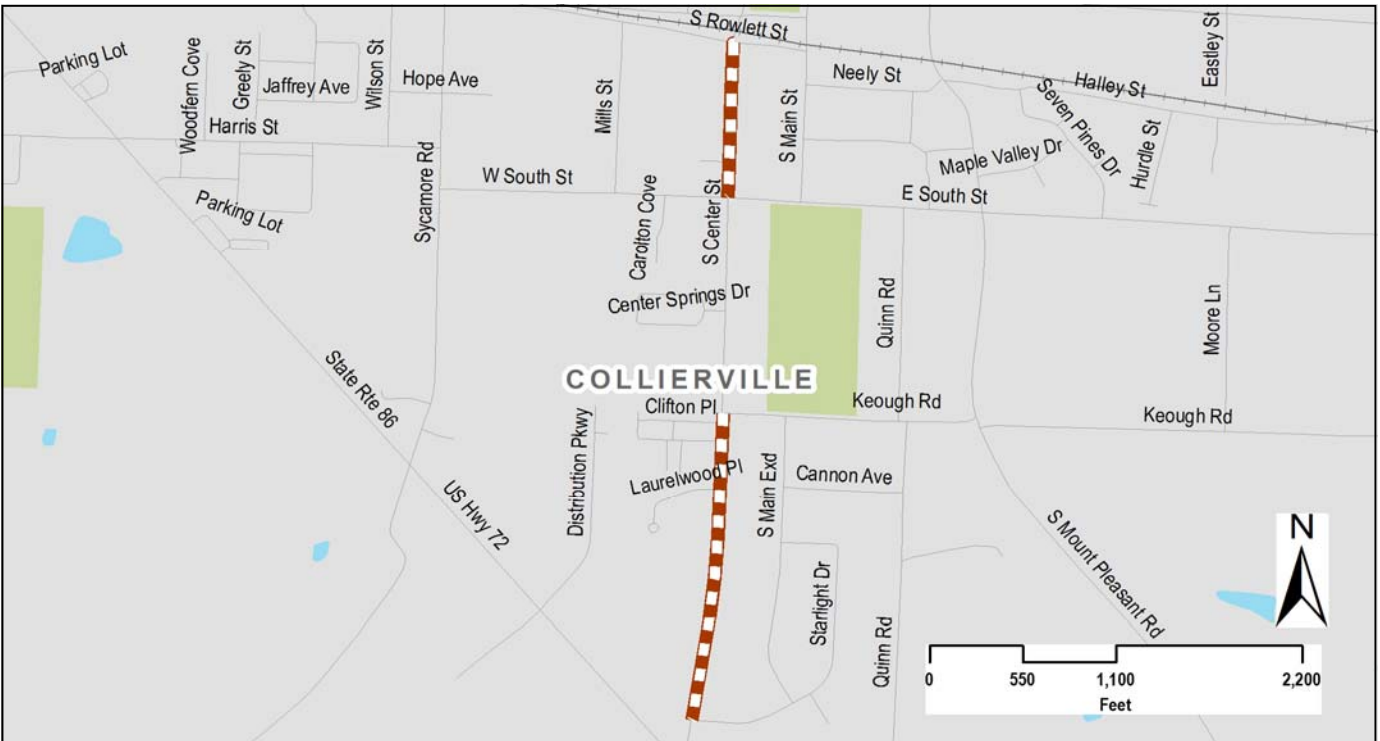 S Rowlett St
Eastley St
Parking Lot
Woodfern Cove
Greely St
Jaffrey Ave
Wilson St
Hope Ave
Mills St
Neely St
Halley St
S Main St
Seven Pines Dr
Hurdle St
Harris St
Maple Valley Dr
Sycamore Rd
W South St
E South St
Parking Lot
Carolton Cove
S Center St
Center Springs Dr
Quinn Rd
Moore Ln
State Rte 86
COLLIERVILLE
Clifton Pl
Keough Rd
Keough Rd
Distribution Pkwy
Laurelwood Pl
S Main Exd
Cannon Ave
US Hwy 72
S Mount Pleasant Rd
N
Starlight Dr
Quinn Rd
0 550 1,100 2,200
Feet